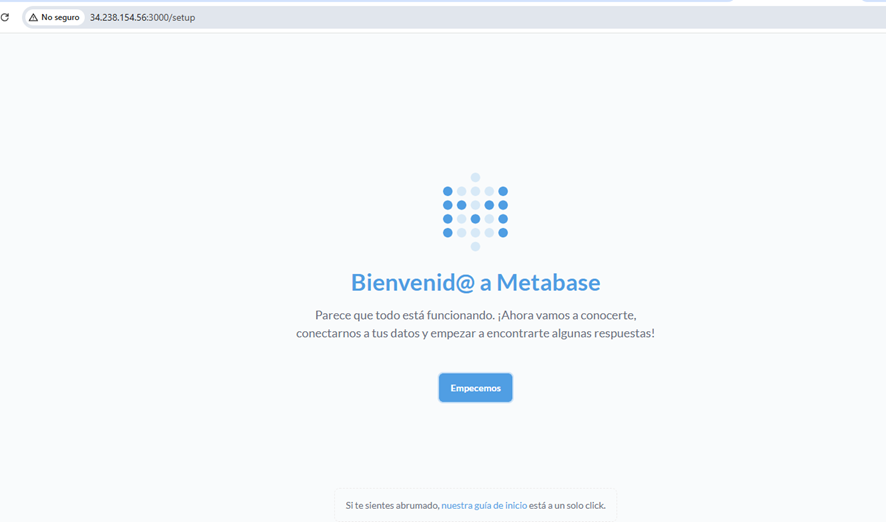 No seguro 34.238.154.56:3000/setup
Bienvenid@ a Metabase
Parece que todo está funcionando. ¡Ahora vamos a conocerte,
conectarnos a tus datos y empezar a encontrarte algunas respuestas!
Empecemos
Si te sientes abrumado, nuestra guía de inicio está a un solo click.